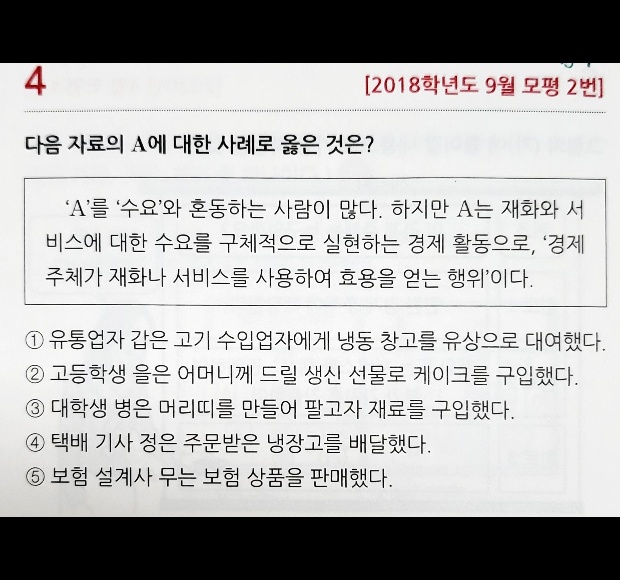 4
[2018학년도 9월 모평 2번]
다음 자료의 A에 대한 사례로 옳은 것은?
'A'를 '수요'와 혼동하는 사람이 많다. 하지만 A는 재화와 서
비스에 대한 수요를 구체적으로 실현하는 경제 활동으로, '경제
주체가 재화나 서비스를 사용하여 효용을 얻는 행위'이다.
① 유통업자 갑은 고기 수입업자에게 냉동 창고를 유상으로 대여했다.
② 고등학생 을은 어머니께 드릴 생신 선물로 케이크를 구입했다.
③ 대학생 병은 머리띠를 만들어 팔고자 재료를 구입했다.
④ 택배 기사 정은 주문받은 냉장고를 배달했다.
⑤ 보험 설계사 무는 보험 상품을 판매했다.